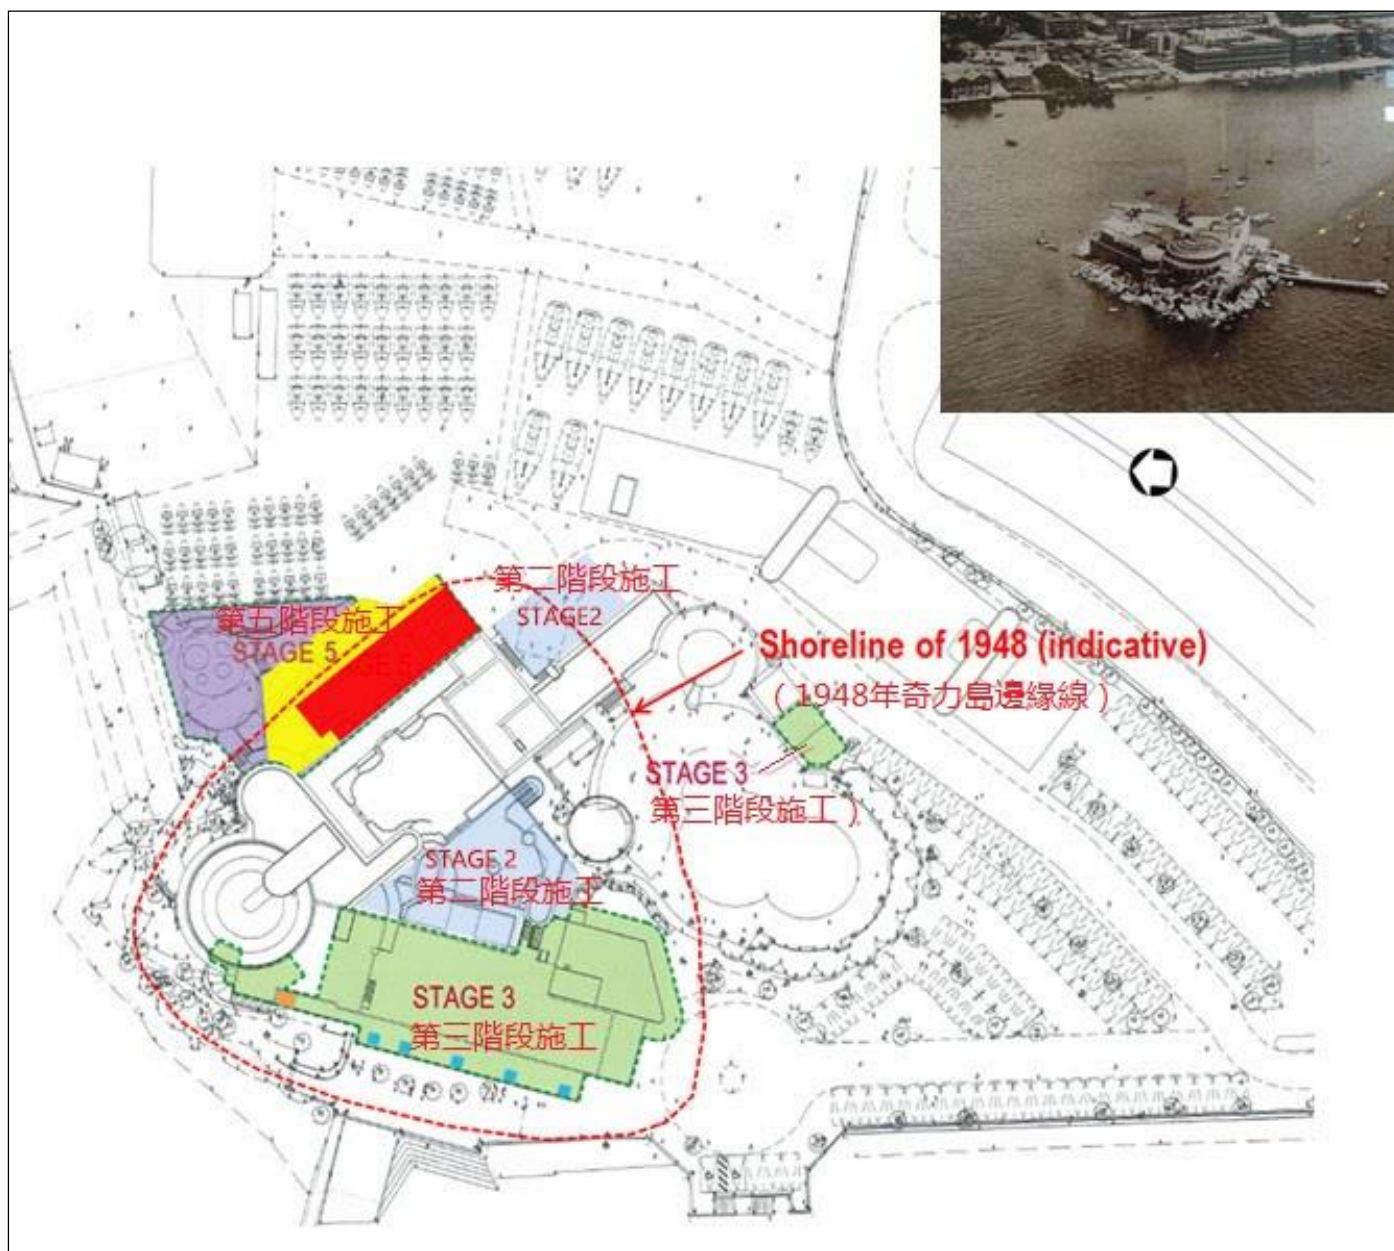 第二階段施工
STAGE2
第五階段施工
STAGE 5
Shoreline of 1948 (indicative)
（1948年奇力島邊緣線）
STAGE 3
第三階段施工）
STAGE 2
第二階段施工
STAGE 3
第三階段施工